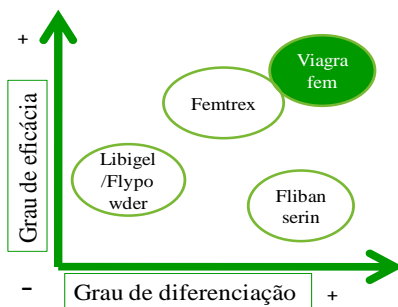 +
Viagra
fem
Femtrex
Grau de eficácia
Libigel
/Flypo
wder
Fliban
serin
–
Grau de diferenciação
+